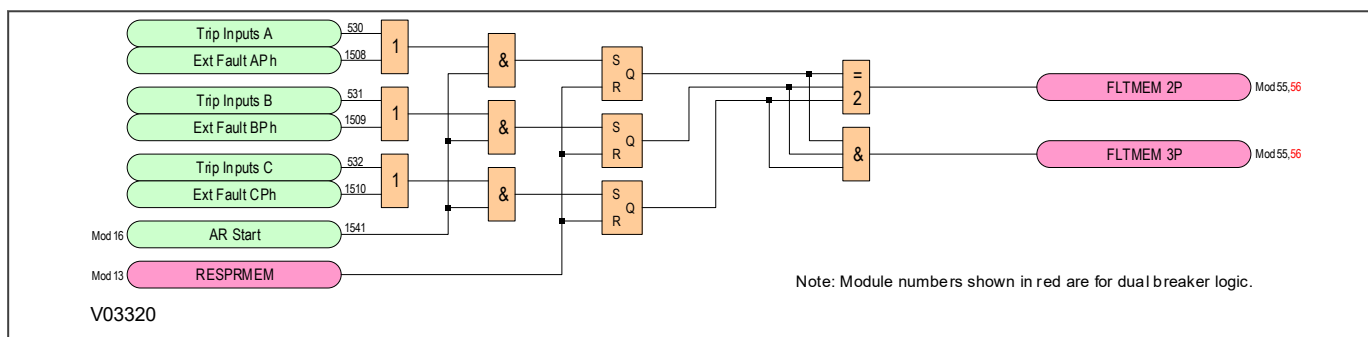 Trip Inputs A 530
Ext Fault APh 1508
1
&
S
Q
R
=
2
FLTMEM 2P Mod 55,56
Trip Inputs B 531
Ext Fault BPh 1509
1
&
S
Q
R
&
FLTMEM 3P Mod 55,56
Trip Inputs C 532
Ext Fault CPh 1510
1
&
S
Q
R
Mod 16 AR Start 1541
Mod 13 RESPRMEM
Note: Module numbers shown in red are for dual breaker logic.
V03320